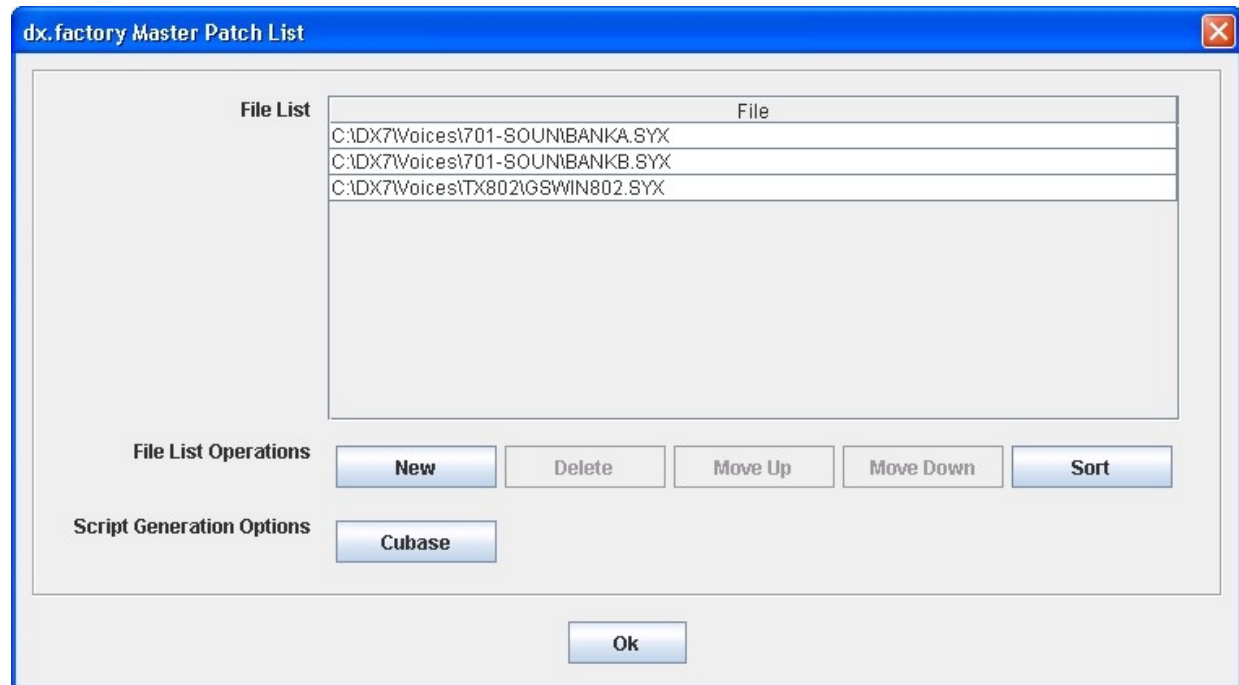 dx.factory Master Patch List
File List
File
C:\DX7\Voices\701-SOUN\BANKA.SYX
C:\DX7\Voices\701-SOUN\BANKB.SYX
C:\DX7\Voices\TX802\GSWIN802.SYX
File List Operations
New
Delete
Move Up
Move Down
Sort
Script Generation Options
Cubase
Ok